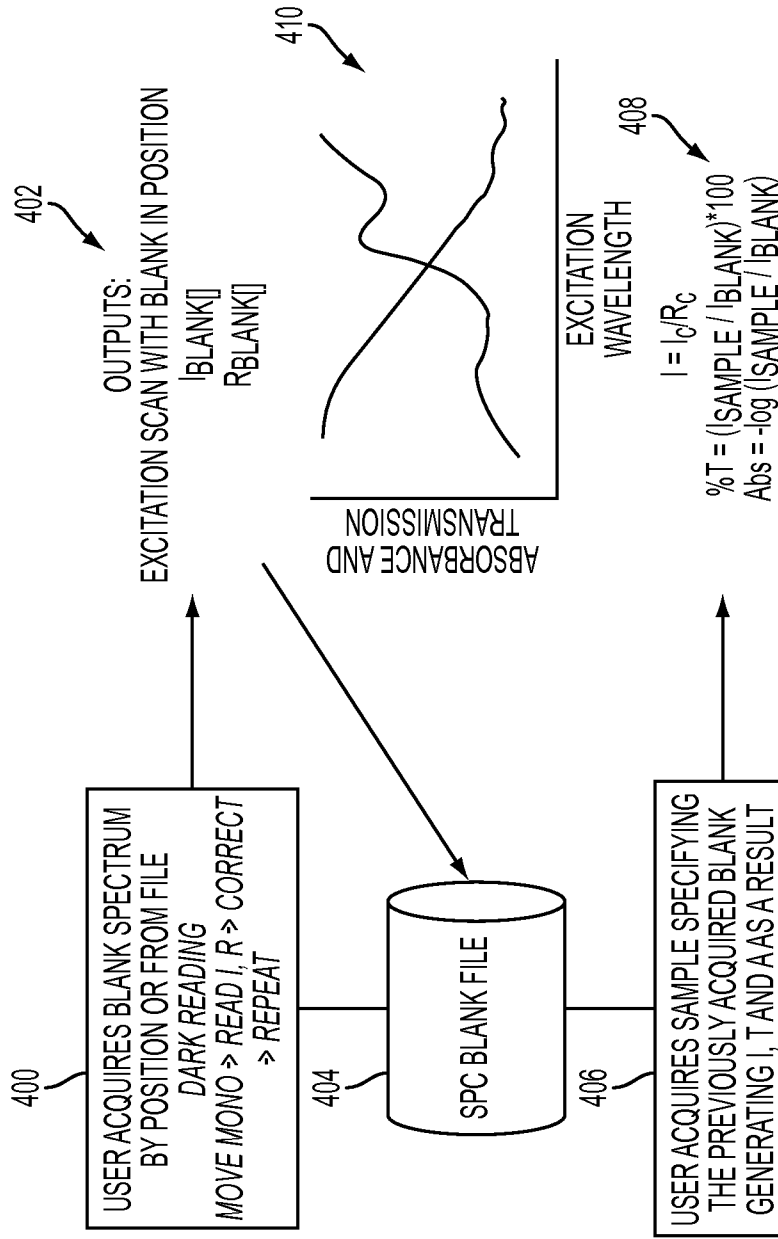 400
USER ACQUIRES BLANK SPECTRUM
BY POSITION OR FROM FILE
DARK READING
MOVE MONO > READ I, R > CORRECT
> REPEAT
402
OUTPUTS:
EXCITATION SCAN WITH BLANK IN POSITION
IBLANK[]
RBLANK[]
404
SPC BLANK FILE
410
ABSORBANCE AND
TRANSMISSION
EXCITATION
WAVELENGTH
406
USER ACQUIRES SAMPLE SPECIFYING
THE PREVIOUSLY ACQUIRED BLANK
GENERATING I, T AND A AS A RESULT
408
I = IC/RC
%T = (ISAMPLE / IBLANK)*100
Abs = -log (ISAMPLE / IBLANK)